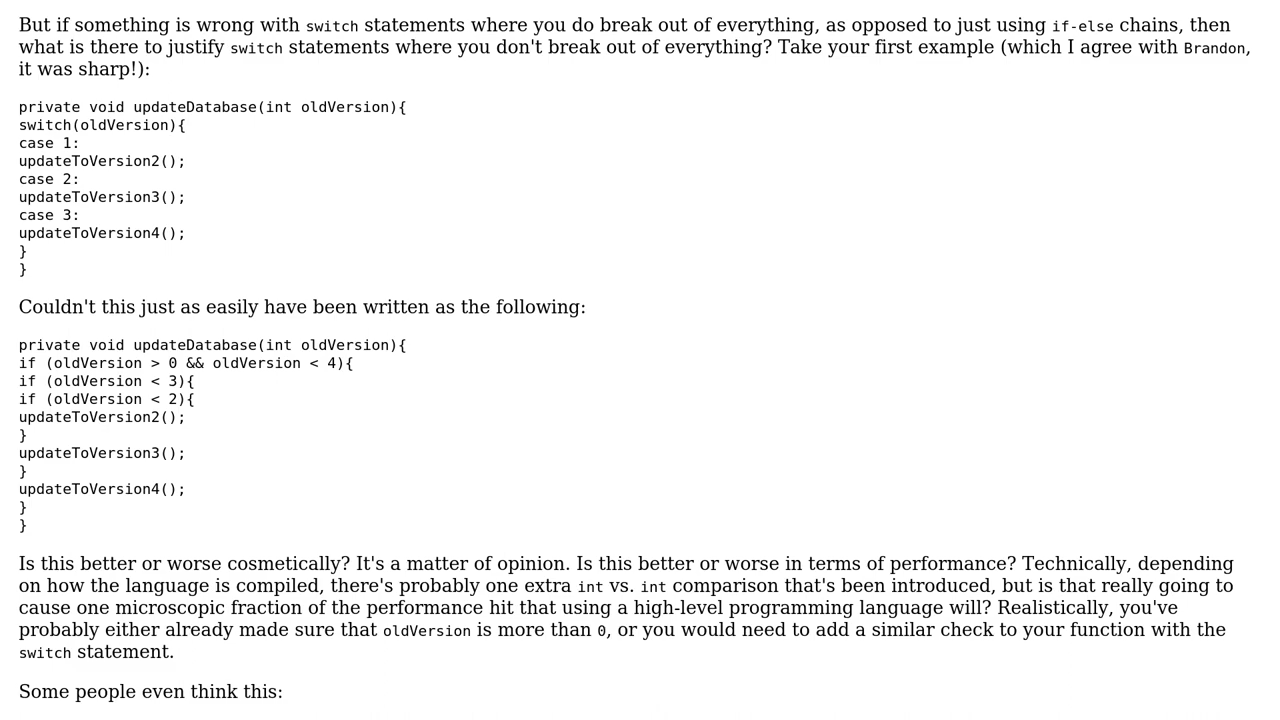 But if something is wrong with switch statements where you do break out of everything, as opposed to just using if-else chains, then
what is there to justify switch statements where you don't break out of everything? Take your first example (which I agree with Brandon,
it was sharp!):
private void updateDatabase(int oldVersion){
switch(oldVersion){
case 1:
updateToVersion2();
case 2:
updateToVersion3();
case 3:
updateToVersion4();
}
}
Couldn't this just as easily have been written as the following:
private void updateDatabase(int oldVersion){
if (oldVersion > 0 && oldVersion < 4){
if (oldVersion < 3){
if (oldVersion < 2){
updateToVersion2();
}
updateToVersion3();
}
updateToVersion4();
}
}
Is this better or worse cosmetically? It's a matter of opinion. Is this better or worse in terms of performance? Technically, depending
on how the language is compiled, there's probably one extra int vs. int comparison that's been introduced, but is that really going to
cause one microscopic fraction of the performance hit that using a high-level programming language will? Realistically, you've
probably either already made sure that oldVersion is more than 0, or you would need to add a similar check to your function with the
switch statement.
Some people even think this: